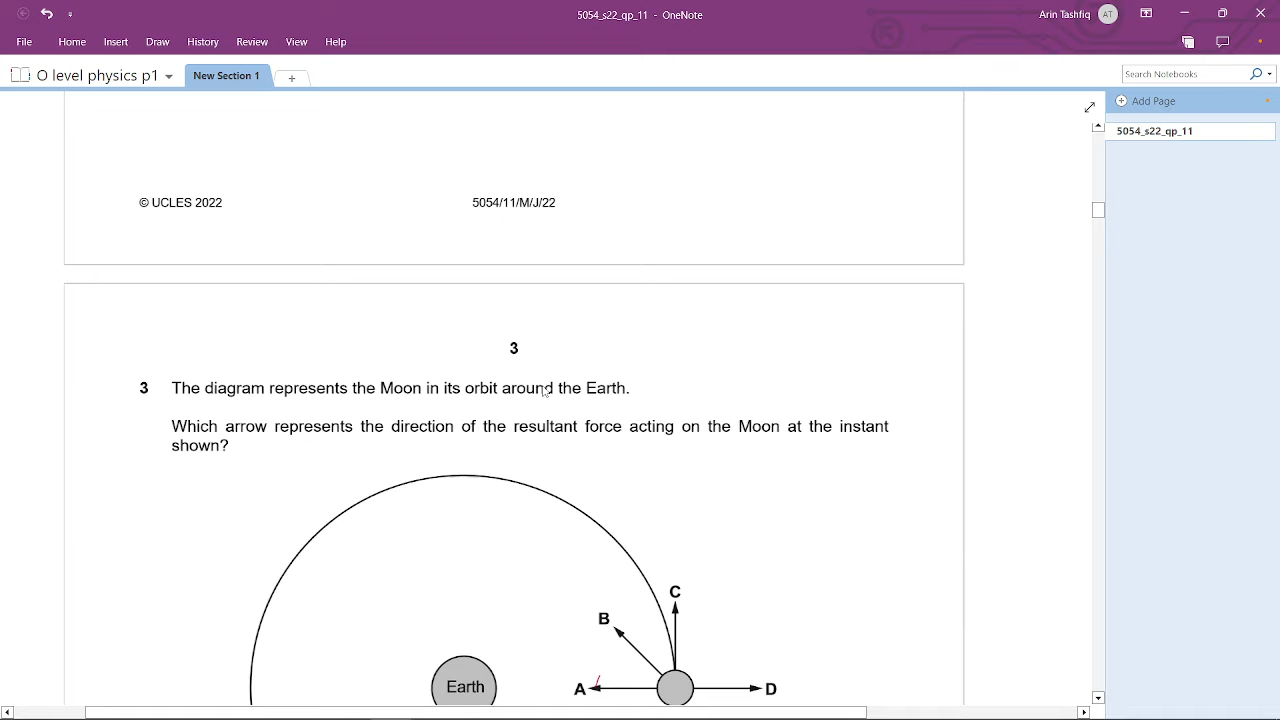 5054_s22_qp_11 - OneNote
Arin Tashfiq
AT
File Home Insert Draw History Review View Help
O level physics p1
New Section 1
+
Search Notebooks
Add Page
5054_s22_qp_11
© UCLES 2022
5054/11/M/J/22
3
3 The diagram represents the Moon in its orbit around the Earth.
Which arrow represents the direction of the resultant force acting on the Moon at the instant
shown?
C
B
Earth
A
D